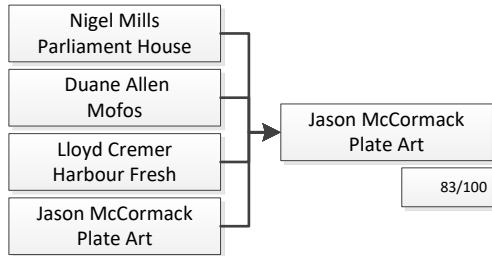 Nigel Mills
Parliament House
Duane Allen
Mofos
Lloyd Cremer
Harbour Fresh
Jason McCormack
Plate Art
Jason McCormack
Plate Art
83/100